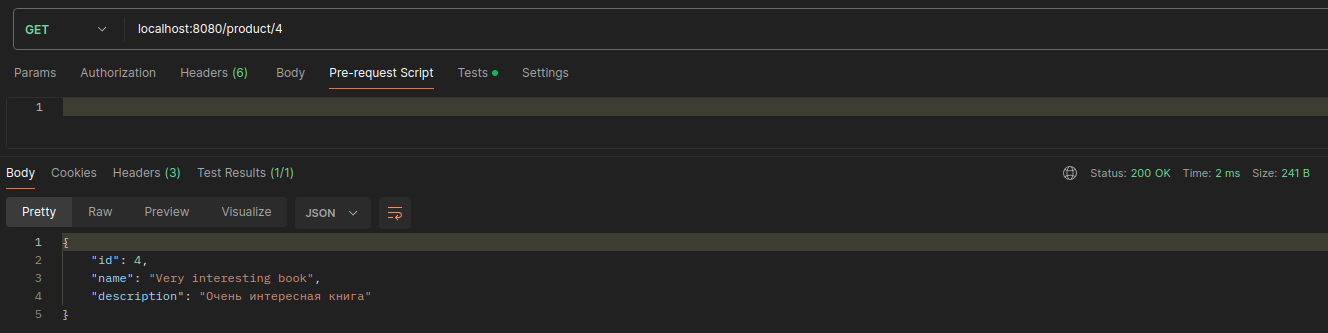 GET localhost:8080/product/4
Params Authorization Headers (6) Body Pre-request Script Tests Settings
1
Body Cookies Headers (3) Test Results (1/1) Status: 200 OK Time: 2 ms Size: 241 B
Pretty Raw Preview Visualize JSON
1 {
2 "id": 4,
3 "name": "Very interesting book",
4 "description": "Очень интересная книга"
5 }